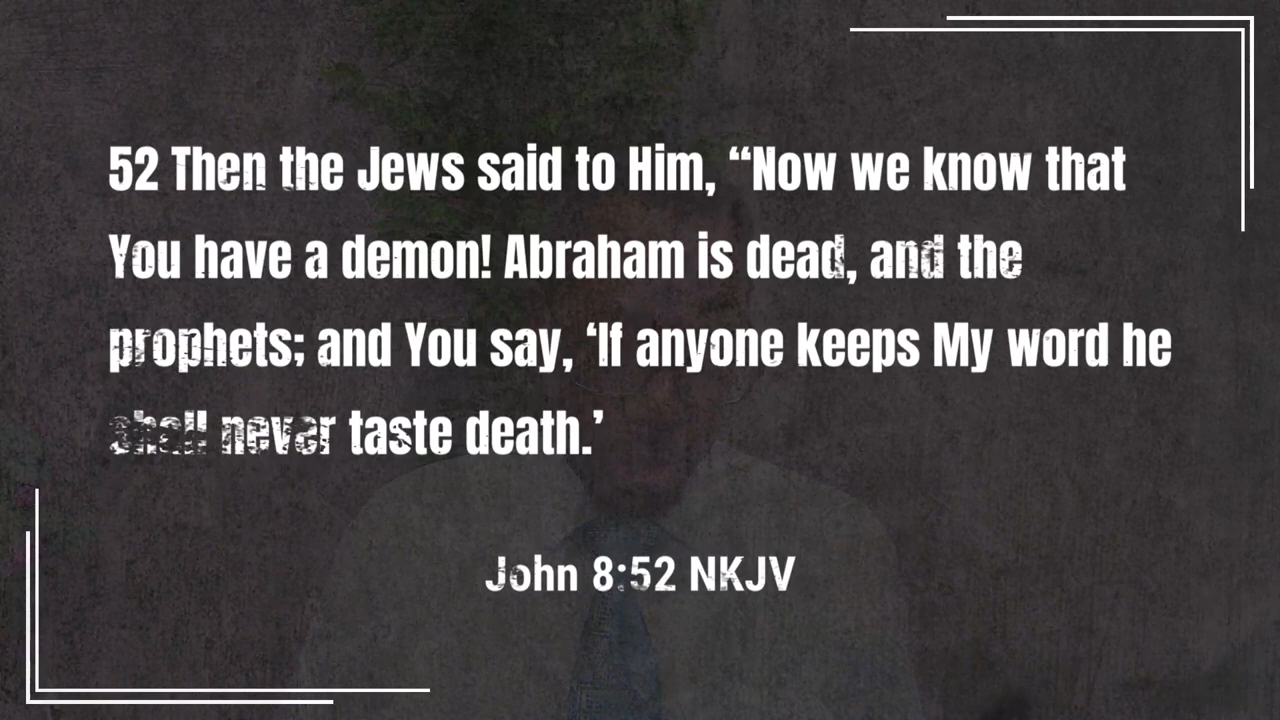 52 Then the Jews said to Him, “Now we know that
You have a demon! Abraham is dead, and the
prophets; and You say, ‘If anyone keeps My word he
shall never taste death.’
John 8:52 NKJV